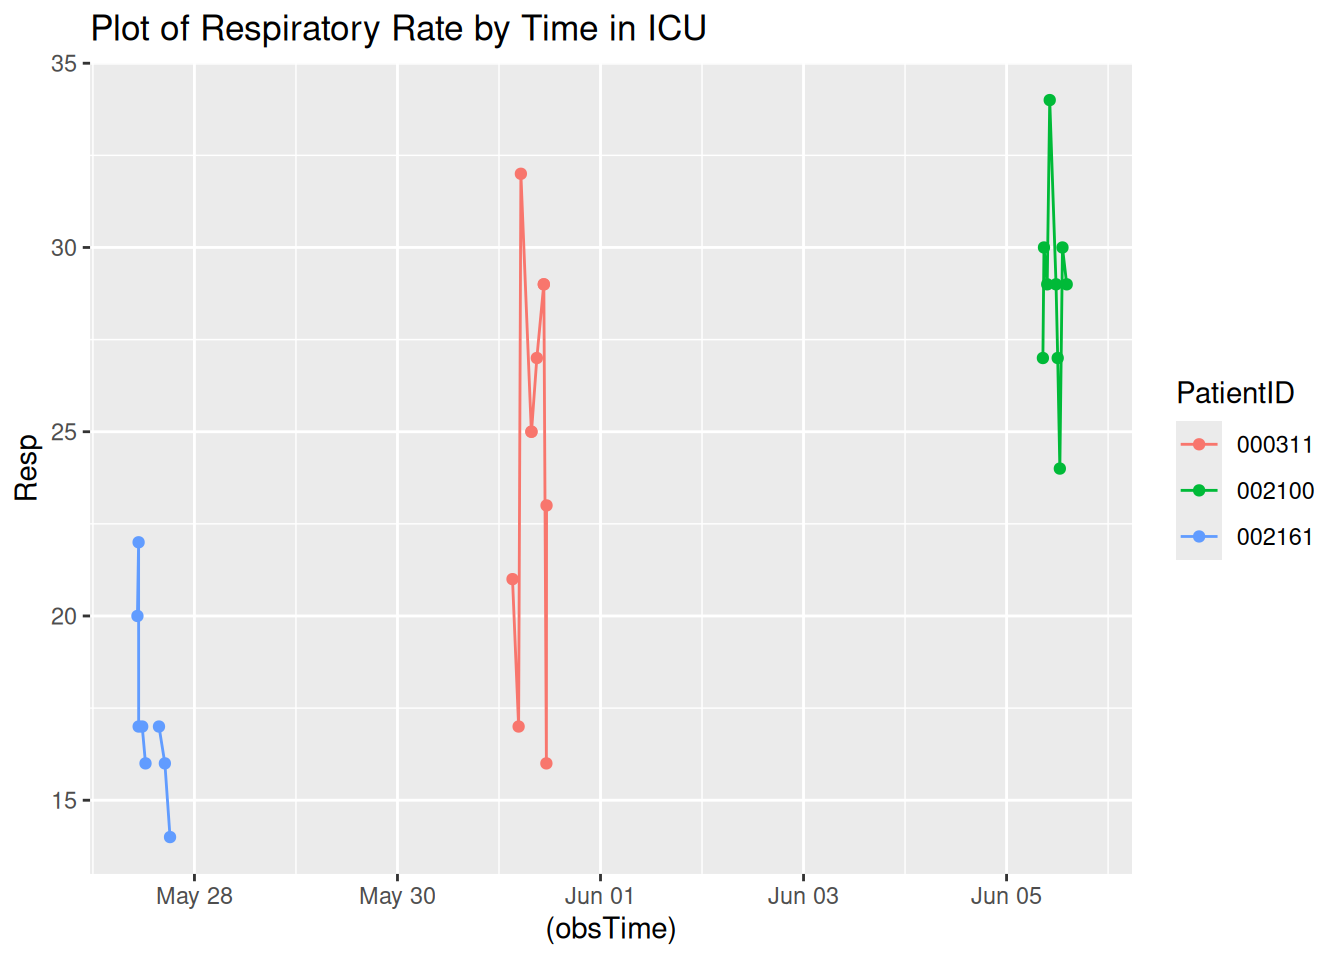 Plot of Respiratory Rate by Time in ICU
35
30
25
20
15
Resp
May 28 May 30 Jun 01 Jun 03 Jun 05
(obsTime)
PatientID
000311
002100
002161